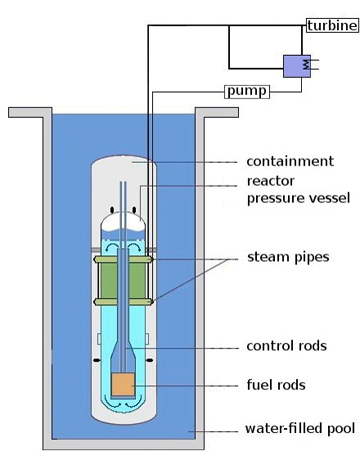 turbine
pump
containment
reactor
pressure vessel
steam pipes
control rods
fuel rods
water-filled pool